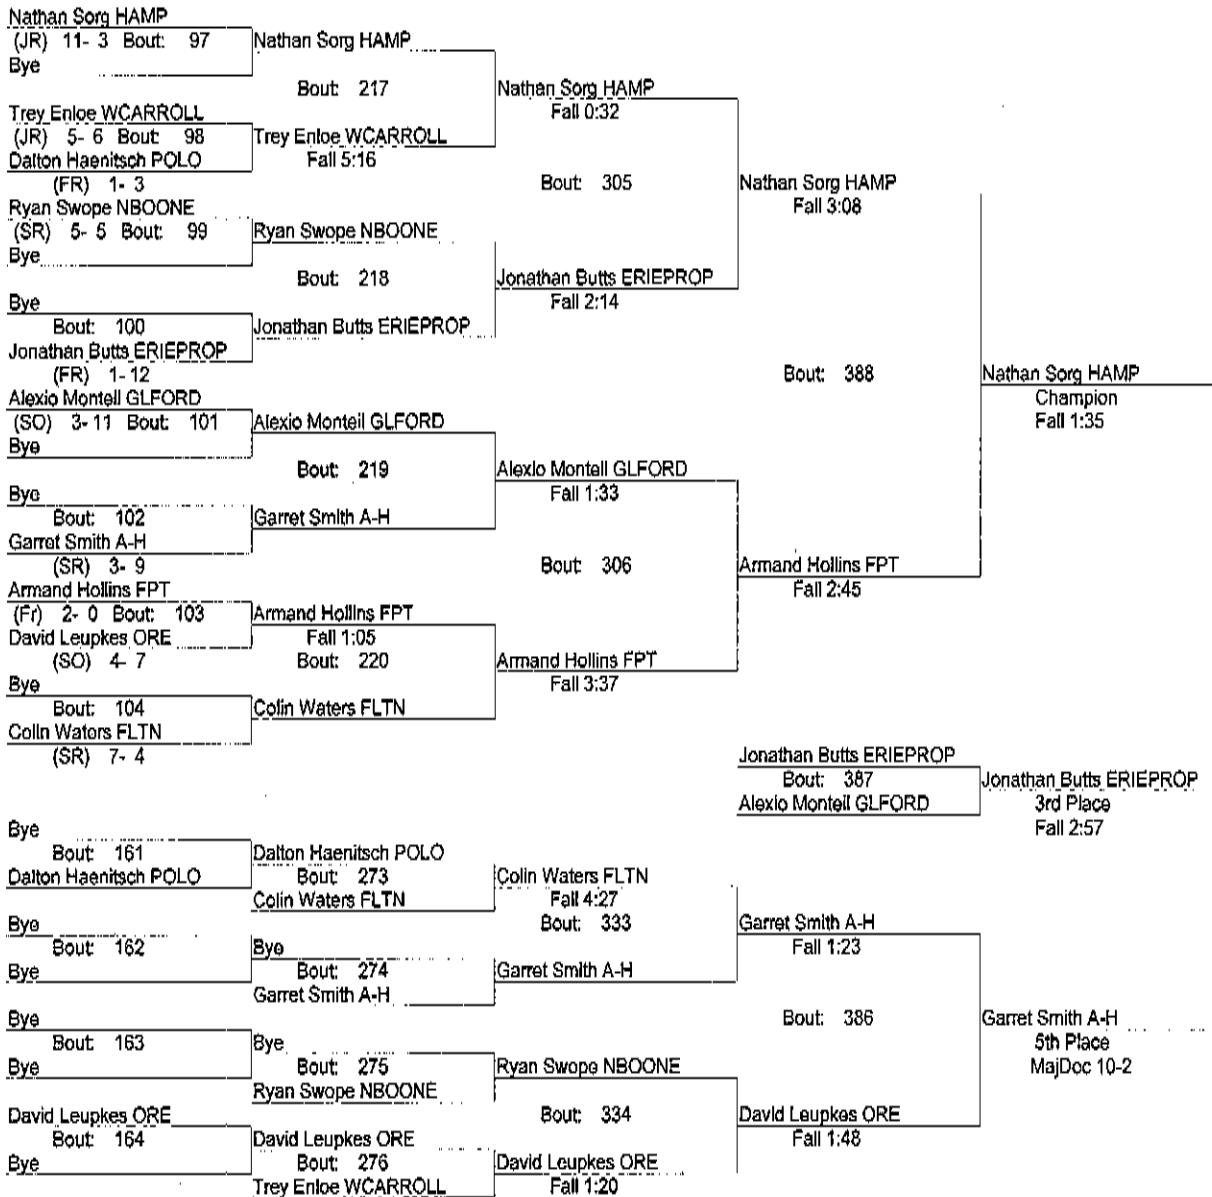 Nathan Sorg HAMP
(JR) 11- 3 Bout: 97
Bye
Trey Enloe WCARROLL
(JR) 5- 6 Bout: 98
Dalton Haenitsch POLO
(FR) 1- 3
Ryan Swope NBOONE
(SR) 5- 5 Bout: 99
Bye
Bye
Bout: 100
Jonathan Butts ERIEPROP
(FR) 1-12
Alexio Monteil GLFORD
(SO) 3-11 Bout: 101
Bye
Bye
Bout: 102
Garret Smith A-H
(SR) 3- 9
Armand Hollins FPT
(Fr) 2- 0 Bout: 103
David Leupkes ORE
(SO) 4- 7
Bye
Bout: 104
Colin Waters FLTN
(SR) 7- 4
Nathan Sorg HAMP
Bout: 217
Trey Enloe WCARROLL
Fall 5:16
Ryan Swope NBOONE
Bout: 218
Jonathan Butts ERIEPROP
Alexio Monteil GLFORD
Bout: 219
Garret Smith A-H
Armand Hollins FPT
Fall 1:05
Bout: 220
Colin Waters FLTN
Nathan Sorg HAMP
Fall 0:32
Bout: 305
Jonathan Butts ERIEPROP
Fall 2:14
Alexio Monteil GLFORD
Fall 1:33
Bout: 306
Armand Hollins FPT
Fall 3:37
Nathan Sorg HAMP
Fall 3:08
Bout: 388
Armand Hollins FPT
Fall 2:45
Nathan Sorg HAMP
Champion
Fall 1:35
Jonathan Butts ERIEPROP
Bout: 387
Alexio Monteil GLFORD
Jonathan Butts ERIEPROP
3rd Place
Fall 2:57
Bye
Bout: 161
Dalton Haenitsch POLO
Bye
Bout: 162
Bye
Bye
Bout: 163
Bye
David Leupkes ORE
Bout: 164
Bye
Dalton Haenitsch POLO
Bout: 273
Colin Waters FLTN
Bye
Bout: 274
Garret Smith A-H
Bye
Bout: 275
Ryan Swope NBOONE
David Leupkes ORE
Bout: 276
Trey Enloe WCARROLL
Colin Waters FLTN
Fall 4:27
Bout: 333
Garret Smith A-H
Ryan Swope NBOONE
Bout: 334
David Leupkes ORE
Fall 1:20
Garret Smith A-H
Fall 1:23
Bout: 386
David Leupkes ORE
Fall 1:48
Garret Smith A-H
5th Place
MajDoc 10-2